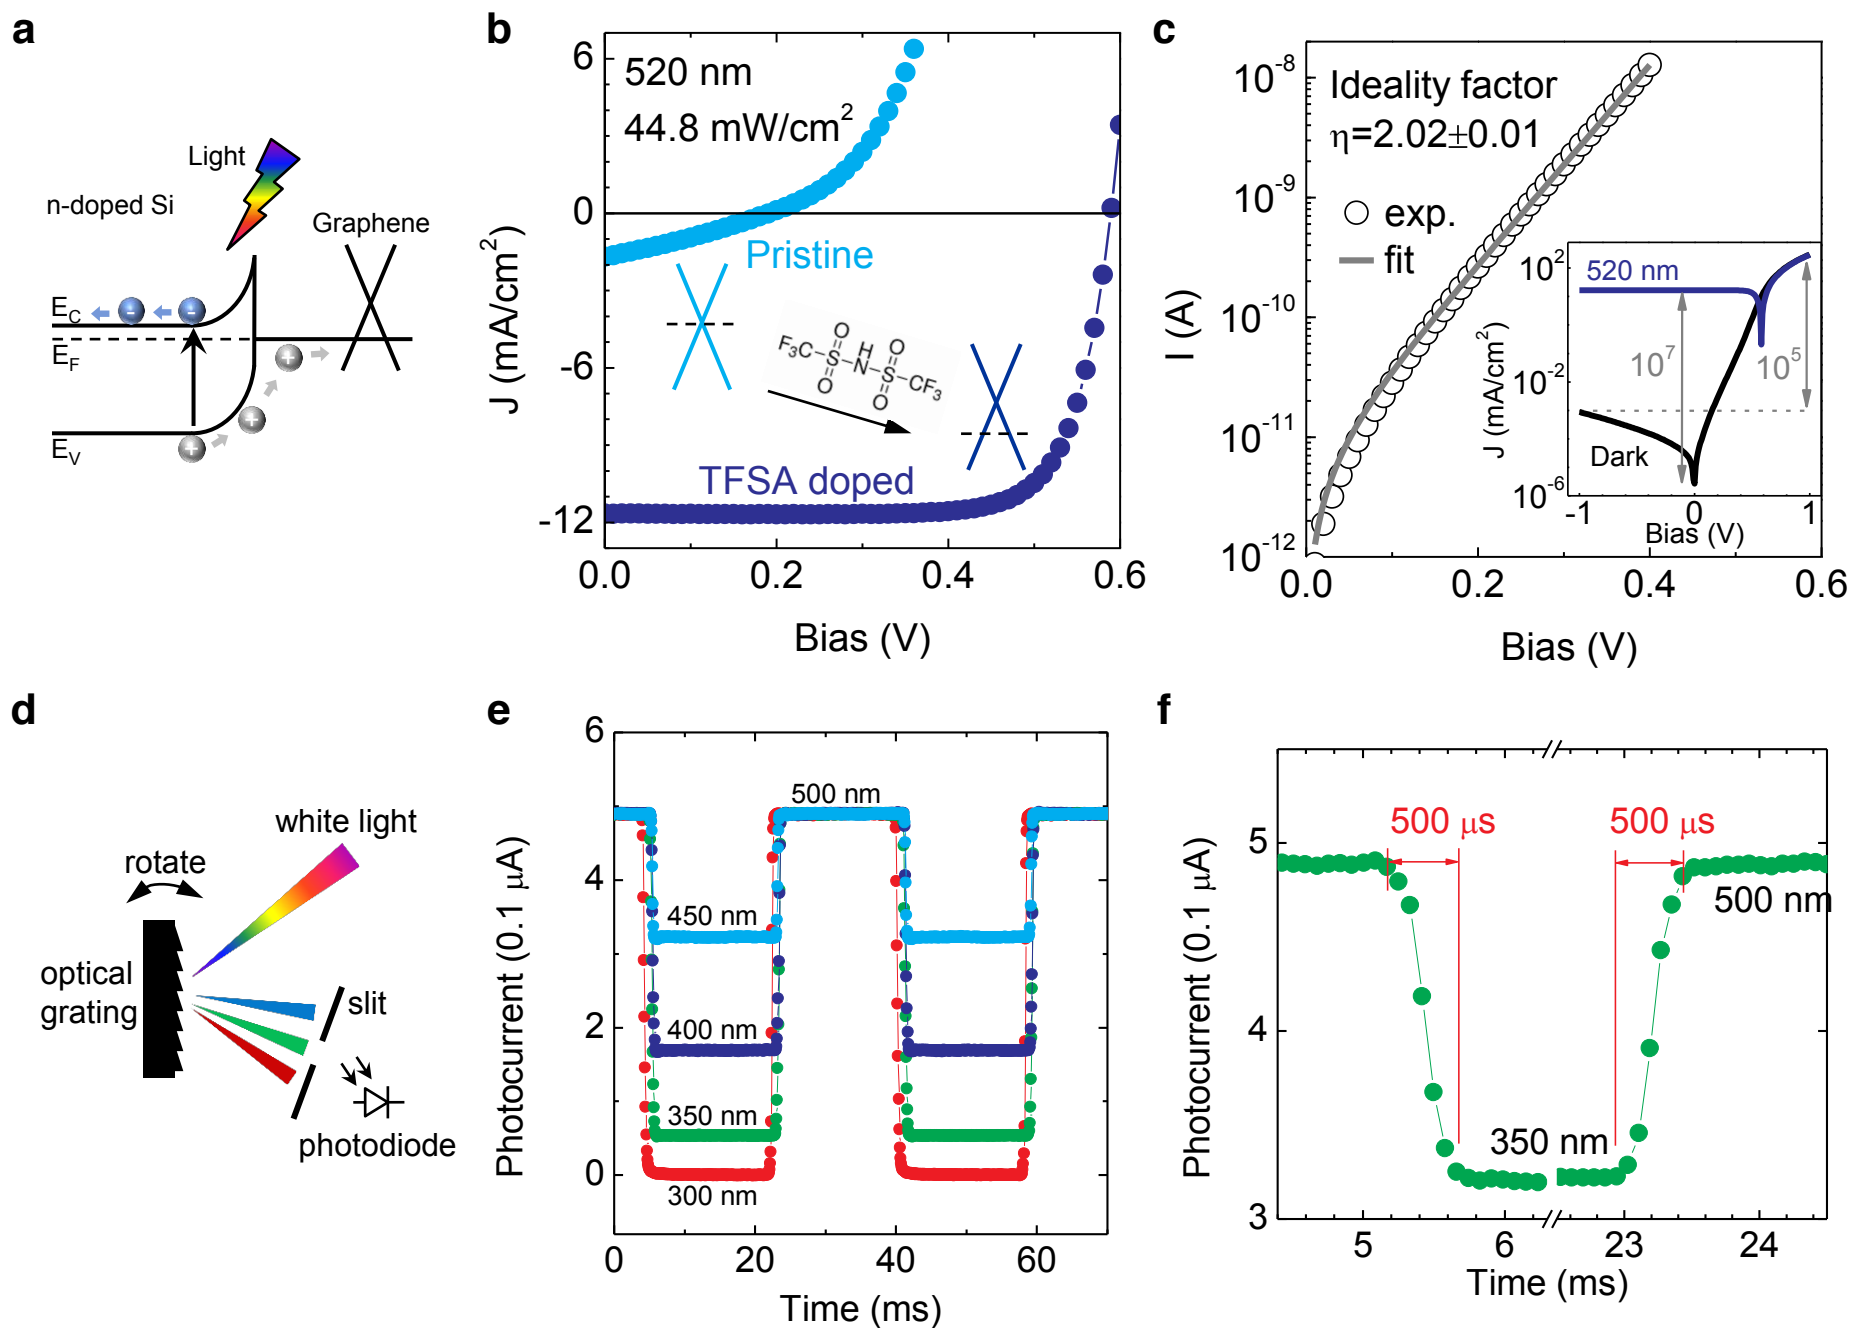 a
Light
n-doped Si
Graphene
E_C
E_F
E_V
-
-
+
+
+
b
520 nm
44.8 mW/cm²
Pristine
F₃C
O
S
O
H
N
O
S
O
CF₃
TFSA doped
6
0
-6
-12
J (mA/cm²)
0.0
0.2
0.4
0.6
Bias (V)
c
Ideality factor
η=2.02±0.01
exp.
fit
10⁻⁸
10⁻⁹
10⁻¹⁰
10⁻¹¹
10⁻¹²
I (A)
0.0
0.2
0.4
0.6
Bias (V)
520 nm
10⁷
10⁵
Dark
10²
10⁻²
10⁻⁶
J (mA/cm²)
-1
0
1
Bias (V)
d
white light
rotate
optical
grating
slit
photodiode
e
500 nm
450 nm
400 nm
350 nm
300 nm
6
4
2
0
Photocurrent (0.1 μA)
0
20
40
60
Time (ms)
f
500 μs
500 μs
500 nm
350 nm
5
4
3
Photocurrent (0.1 μA)
5
6
23
24
Time (ms)